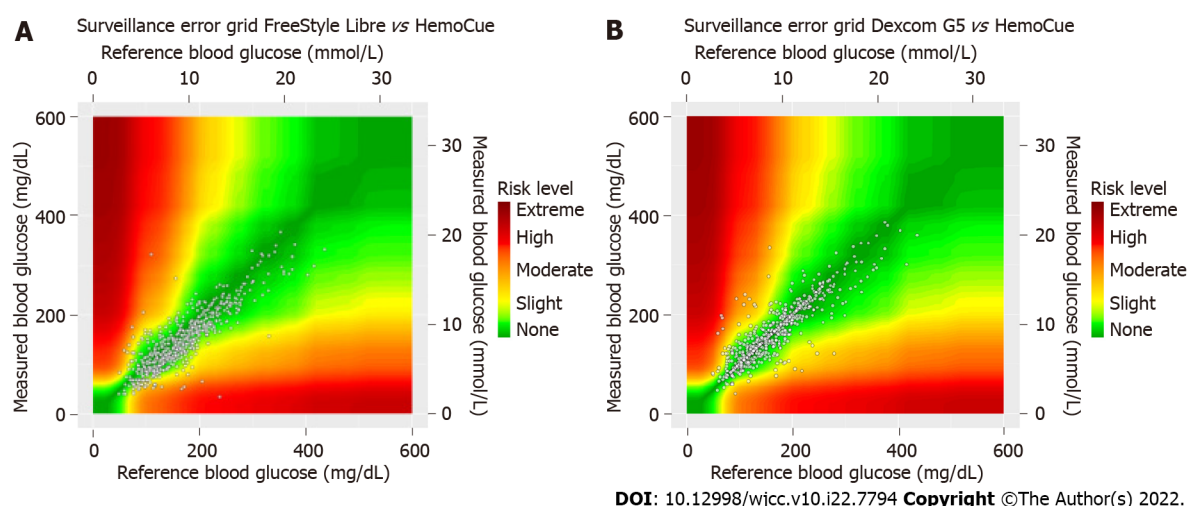 A
Surveillance error grid FreeStyle Libre vs HemoCue
Reference blood glucose (mmol/L)
0 10 20 30
Measured blood glucose (mg/dL)
600
400
200
0
30
20
10
0
Measured blood glucose (mmol/L)
0 200 400 600
Reference blood glucose (mg/dL)
Risk level
Extreme
High
Moderate
Slight
None
B
Surveillance error grid Dexcom G5 vs HemoCue
Reference blood glucose (mmol/L)
0 10 20 30
Measured blood glucose (mg/dL)
600
400
200
0
30
20
10
0
Measured blood glucose (mmol/L)
0 200 400 600
Reference blood glucose (mg/dL)
Risk level
Extreme
High
Moderate
Slight
None
DOI: 10.12998/wjcc.v10.i22.7794 Copyright ©The Author(s) 2022.